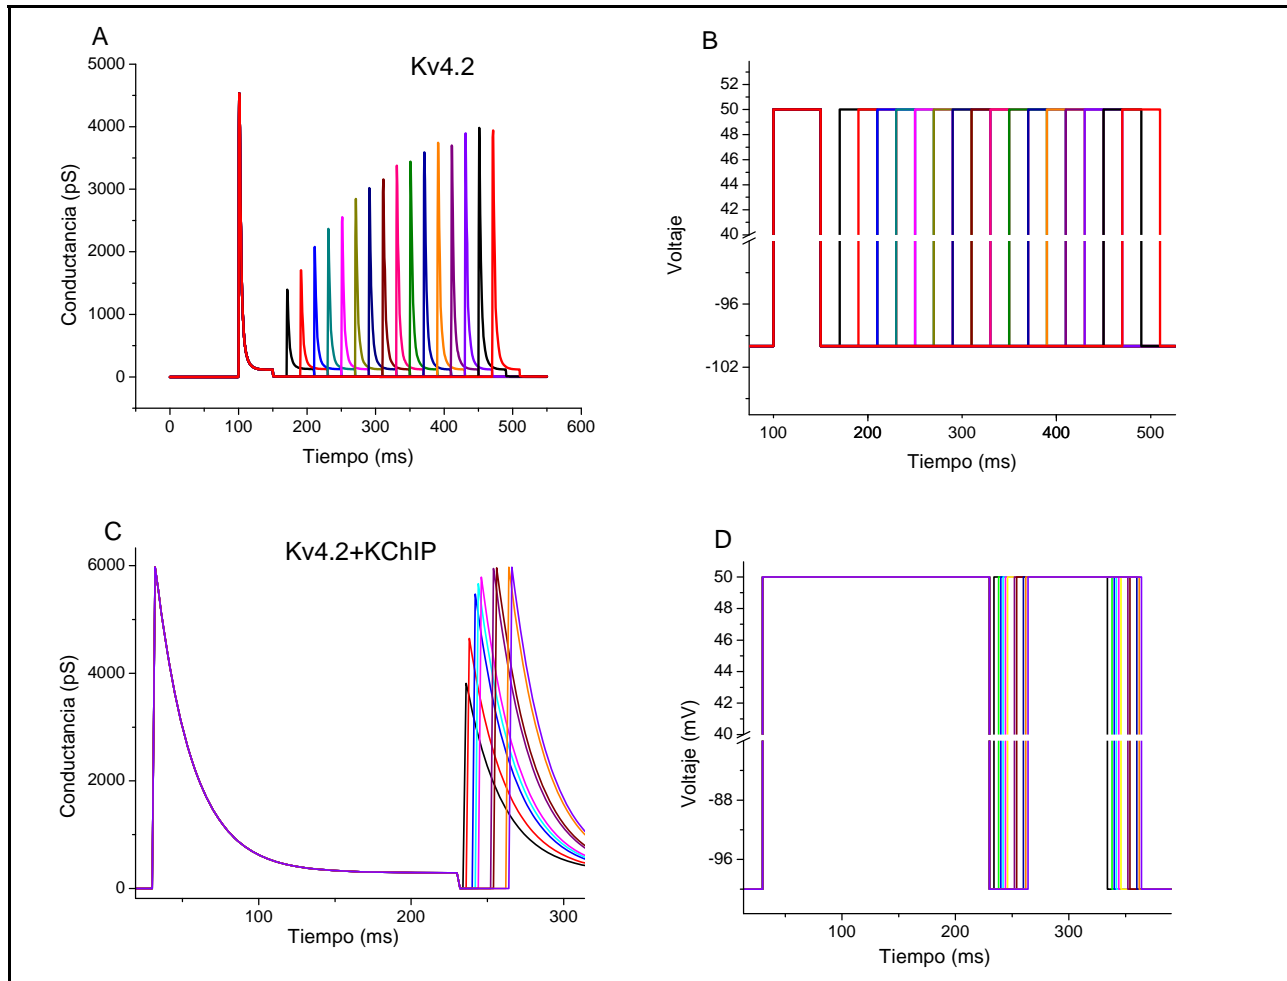 A
Kv4.2
5000
4000
3000
2000
1000
0
Conductancia (pS)
0 100 200 300 400 500 600
Tiempo (ms)
B
52
50
48
46
44
42
40
-96
-102
Voltaje
100 200 300 400 500
Tiempo (ms)
C
Kv4.2+KChIP
6000
4000
2000
0
Conductancia (pS)
100 200 300
Tiempo (ms)
D
50
48
46
44
42
40
-88
-96
Voltaje (mV)
100 200 300
Tiempo (ms)